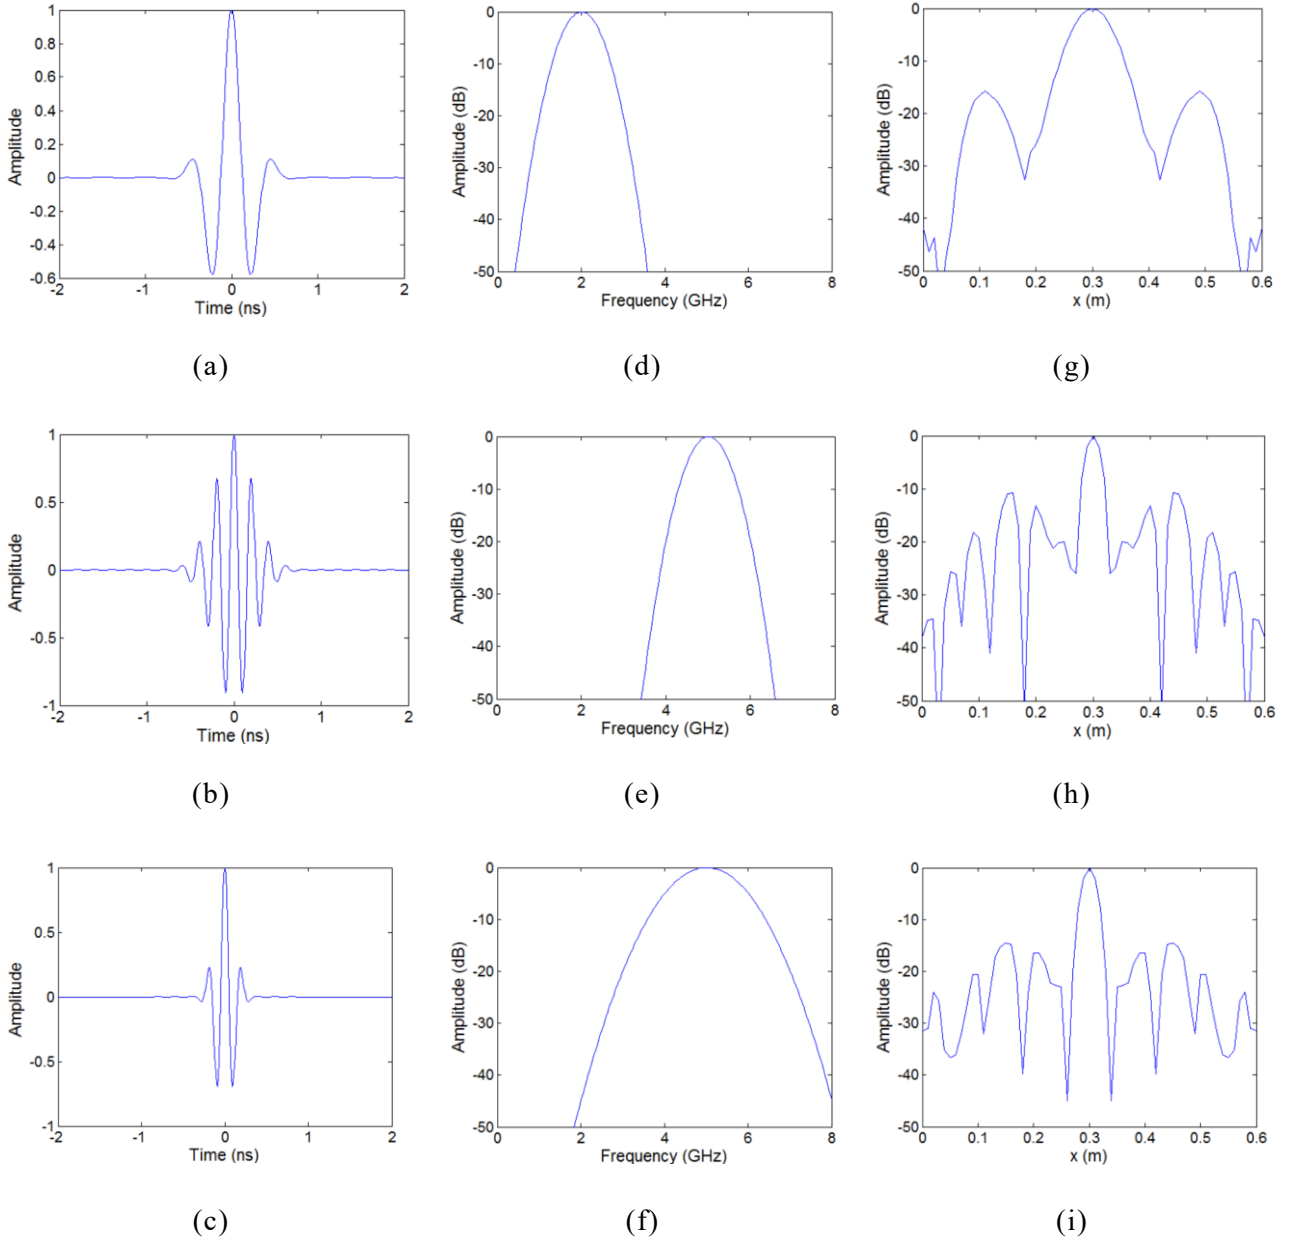 1
0.8
0.6
0.4
0.2
0
-0.2
-0.4
-0.6
-2 -1 0 1 2
Amplitude
Time (ns)
(a)
0
-10
-20
-30
-40
-50
0 2 4 6 8
Amplitude (dB)
Frequency (GHz)
(d)
0
-10
-20
-30
-40
-50
0 0.1 0.2 0.3 0.4 0.5 0.6
Amplitude (dB)
x (m)
(g)
1
0.5
0
-0.5
-1
-2 -1 0 1 2
Amplitude
Time (ns)
(b)
0
-10
-20
-30
-40
-50
0 2 4 6 8
Amplitude (dB)
Frequency (GHz)
(e)
0
-10
-20
-30
-40
-50
0 0.1 0.2 0.3 0.4 0.5 0.6
Amplitude (dB)
x (m)
(h)
1
0.5
0
-0.5
-1
-2 -1 0 1 2
Amplitude
Time (ns)
(c)
0
-10
-20
-30
-40
-50
0 2 4 6 8
Amplitude (dB)
Frequency (GHz)
(f)
0
-10
-20
-30
-40
-50
0 0.1 0.2 0.3 0.4 0.5 0.6
Amplitude (dB)
x (m)
(i)